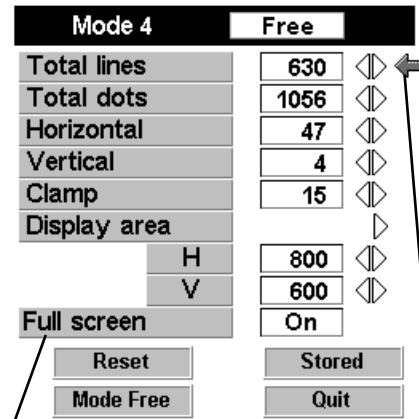 Mode 4 Free
Total lines 630
Total dots 1056
Horizontal 47
Vertical 4
Clamp 15
Display area
H 800
V 600
Full screen On
Reset Stored
Mode Free Quit